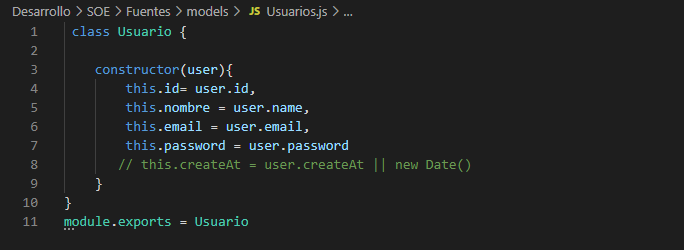 Desarrollo > SOE > Fuentes > models > JS Usuarios.js > ...
1 class Usuario {
2
3 constructor(user){
4 this.id= user.id,
5 this.nombre = user.name,
6 this.email = user.email,
7 this.password = user.password
8 // this.createAt = user.createAt || new Date()
9 }
10 }
11 module.exports = Usuario